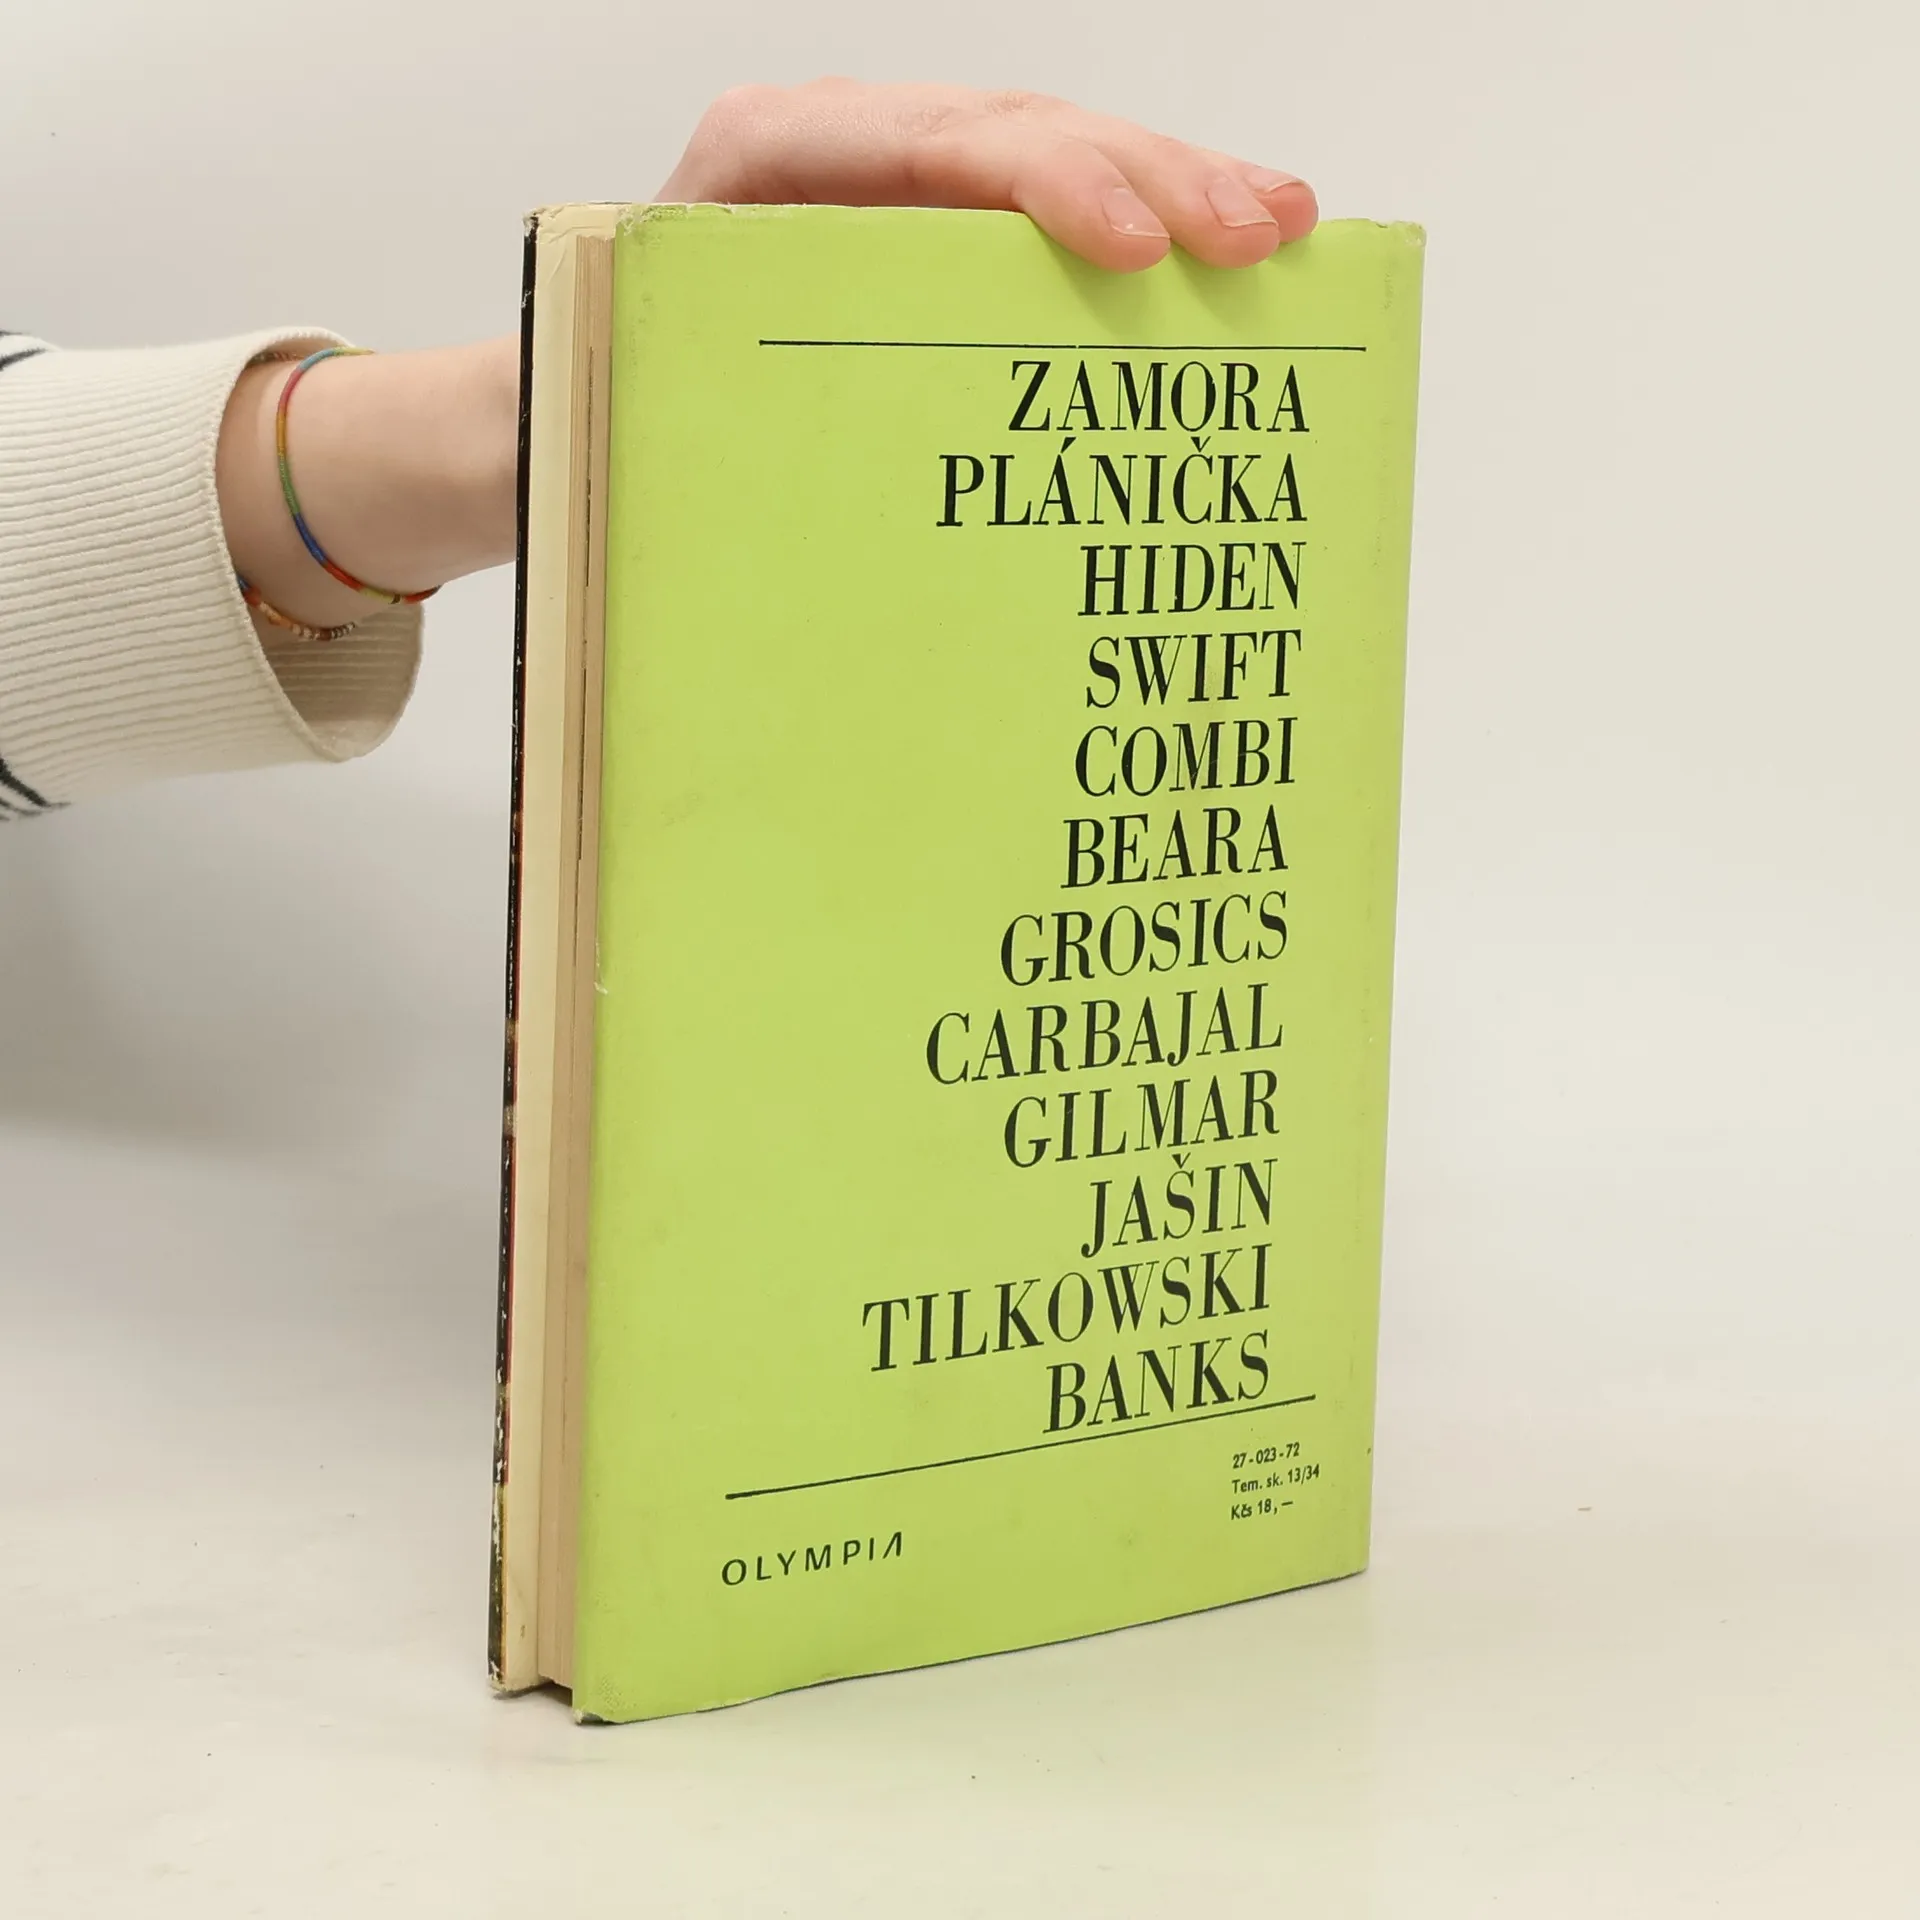 ZAMORA
PLÁNIČKA
HIDEN
SWIFT
COMBI
BEARA
GROSICS
CARBAJAL
GILMAR
JAŠIN
TILKOWSKI
BANKS
27-023-72
Tem. sk. 13/34
Kčs 18,—
OLYMPIA